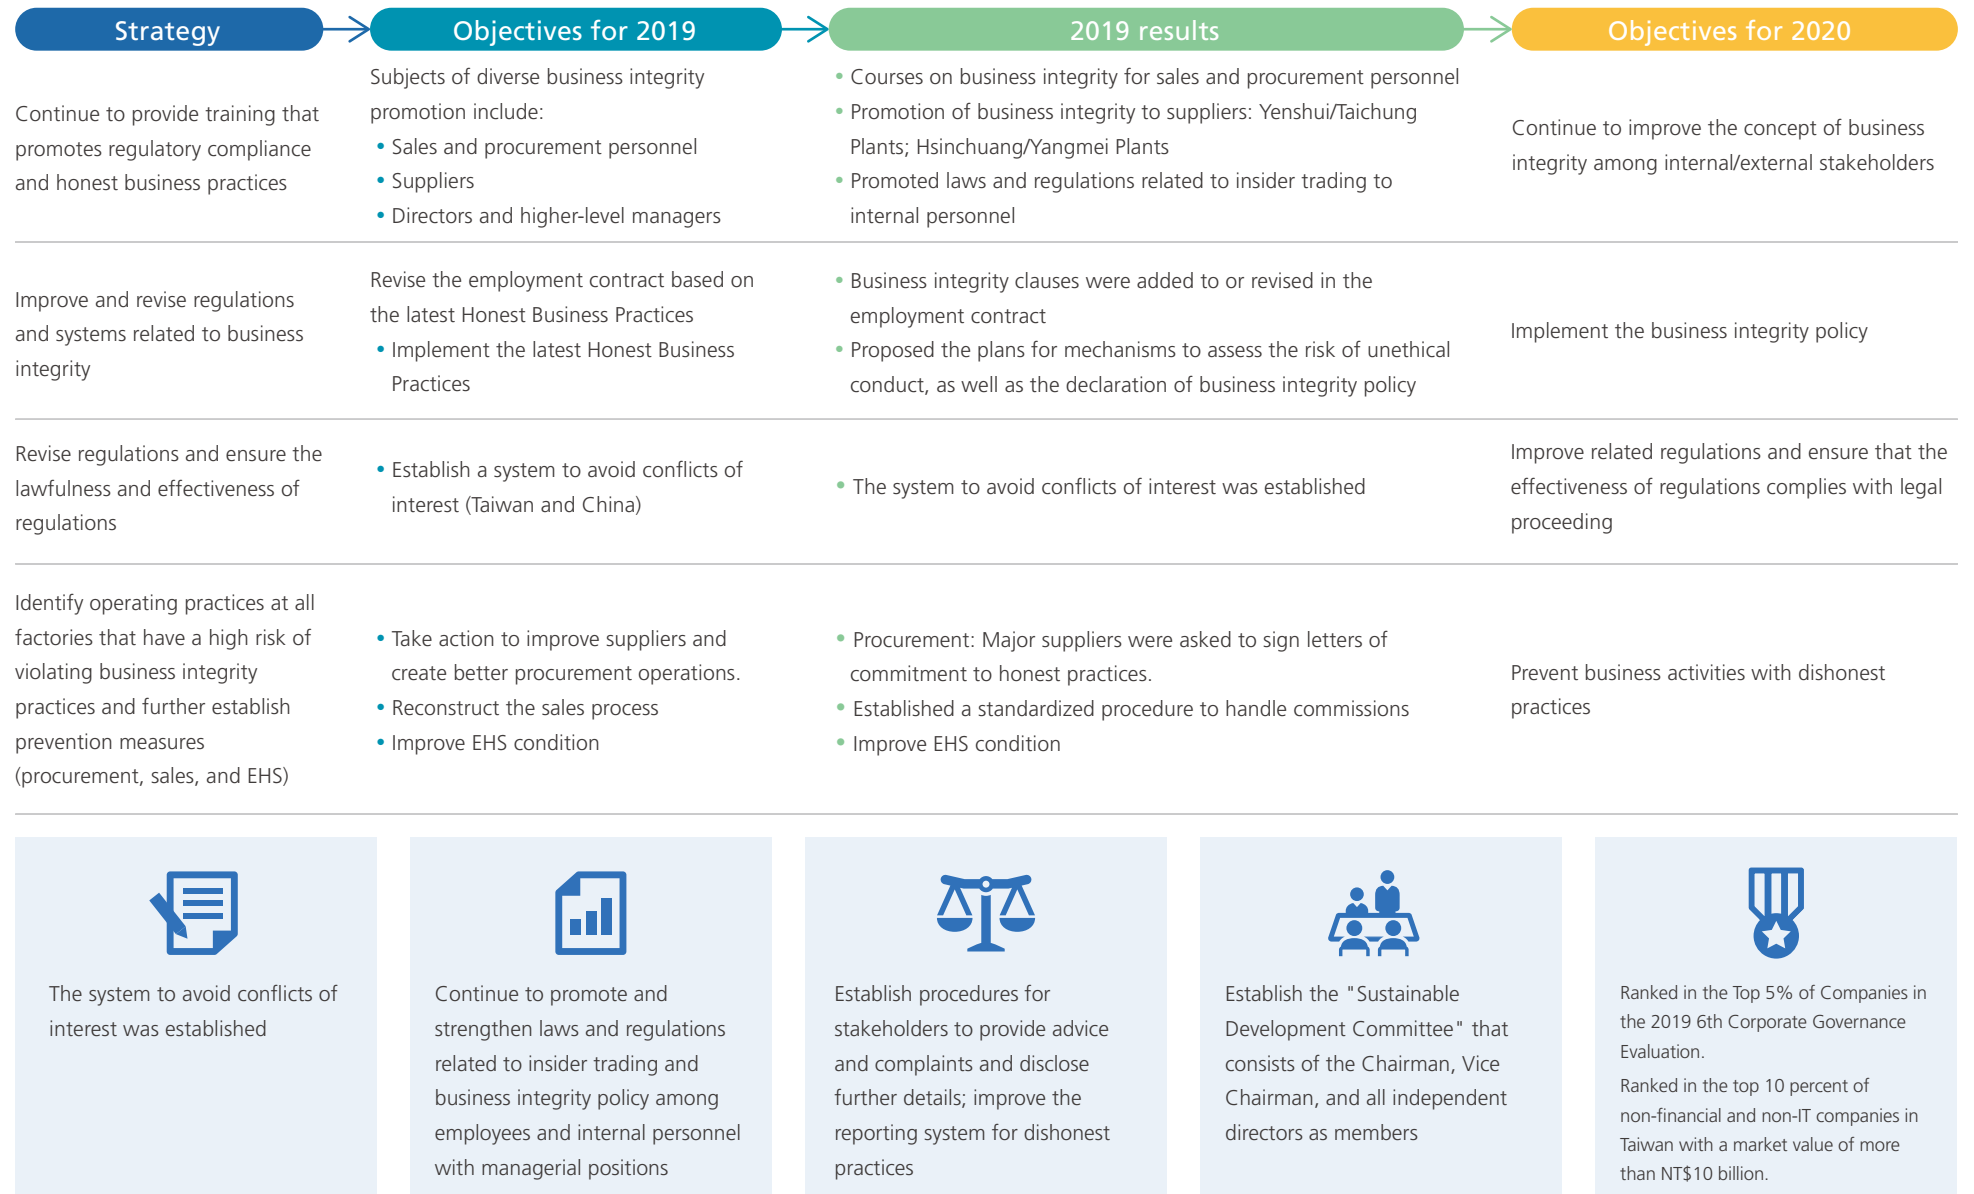 Strategy
Objectives for 2019
2019 results
Objectives for 2020
Continue to provide training that
promotes regulatory compliance
and honest business practices
Subjects of diverse business integrity
promotion include:
• Sales and procurement personnel
• Suppliers
• Directors and higher-level managers
• Courses on business integrity for sales and procurement personnel
• Promotion of business integrity to suppliers: Yenshui/Taichung
Plants; Hsinchuang/Yangmei Plants
• Promoted laws and regulations related to insider trading to
internal personnel
Continue to improve the concept of business
integrity among internal/external stakeholders
Improve and revise regulations
and systems related to business
integrity
Revise the employment contract based on
the latest Honest Business Practices
• Implement the latest Honest Business
Practices
• Business integrity clauses were added to or revised in the
employment contract
• Proposed the plans for mechanisms to assess the risk of unethical
conduct, as well as the declaration of business integrity policy
Implement the business integrity policy
Revise regulations and ensure the
lawfulness and effectiveness of
regulations
• Establish a system to avoid conflicts of
interest (Taiwan and China)
• The system to avoid conflicts of interest was established
Improve related regulations and ensure that the
effectiveness of regulations complies with legal
proceeding
Identify operating practices at all
factories that have a high risk of
violating business integrity
practices and further establish
prevention measures
(procurement, sales, and EHS)
• Take action to improve suppliers and
create better procurement operations.
• Reconstruct the sales process
• Improve EHS condition
• Procurement: Major suppliers were asked to sign letters of
commitment to honest practices.
• Established a standardized procedure to handle commissions
• Improve EHS condition
Prevent business activities with dishonest
practices
The system to avoid conflicts of
interest was established
Continue to promote and
strengthen laws and regulations
related to insider trading and
business integrity policy among
employees and internal personnel
with managerial positions
Establish procedures for
stakeholders to provide advice
and complaints and disclose
further details; improve the
reporting system for dishonest
practices
Establish the "Sustainable
Development Committee" that
consists of the Chairman, Vice
Chairman, and all independent
directors as members
Ranked in the Top 5% of Companies in
the 2019 6th Corporate Governance
Evaluation.
Ranked in the top 10 percent of
non-financial and non-IT companies in
Taiwan with a market value of more
than NT$10 billion.